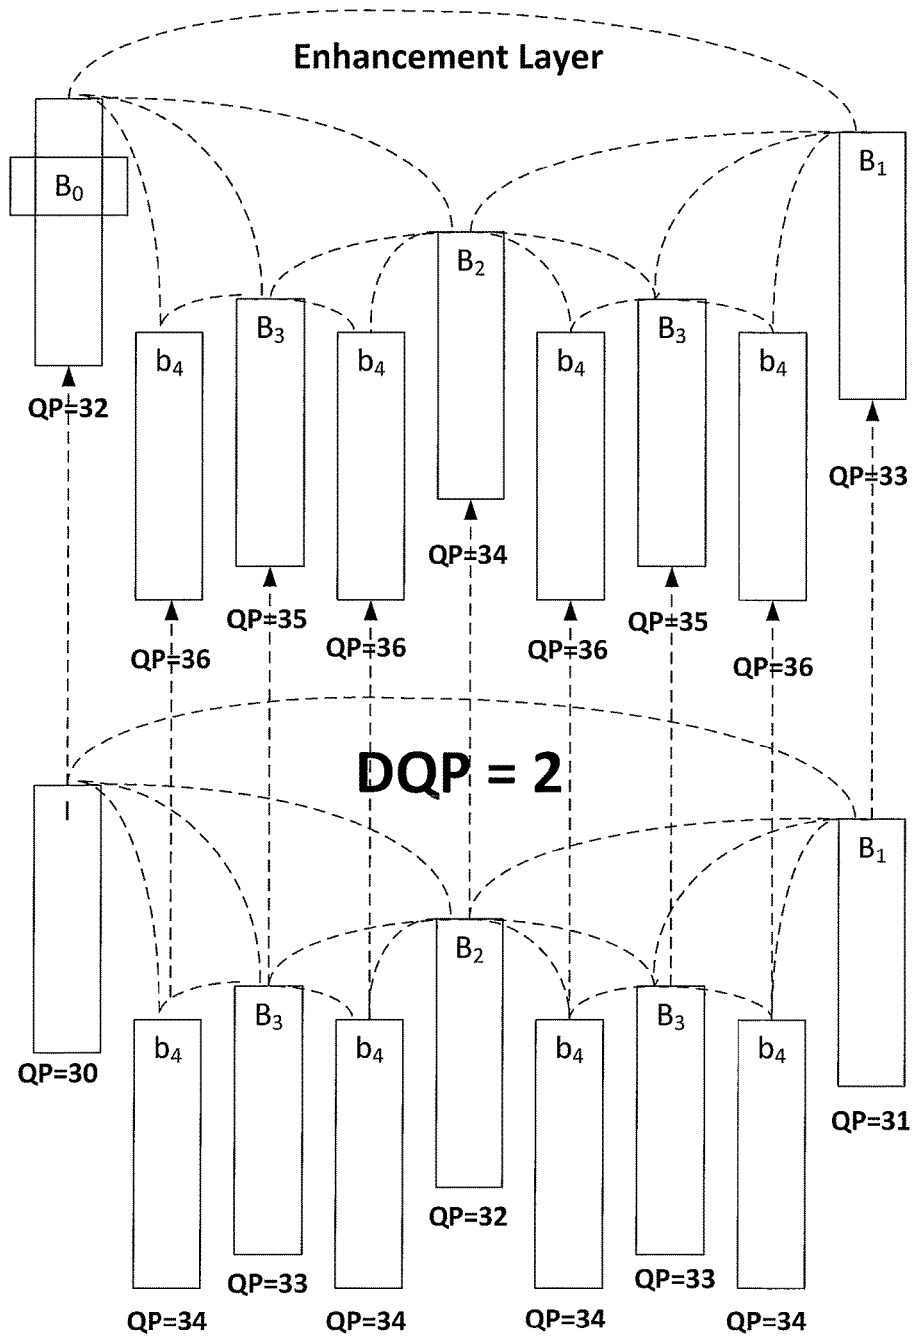 Enhancement Layer
B₀
B₁
B₂
B₃
B₃
b₄
b₄
b₄
b₄
QP=32
QP=33
QP=34
QP=35
QP=35
QP=36
QP=36
QP=36
QP=36
DQP = 2
I
B₁
B₂
B₃
B₃
b₄
b₄
b₄
b₄
QP=30
QP=31
QP=32
QP=33
QP=33
QP=34
QP=34
QP=34
QP=34